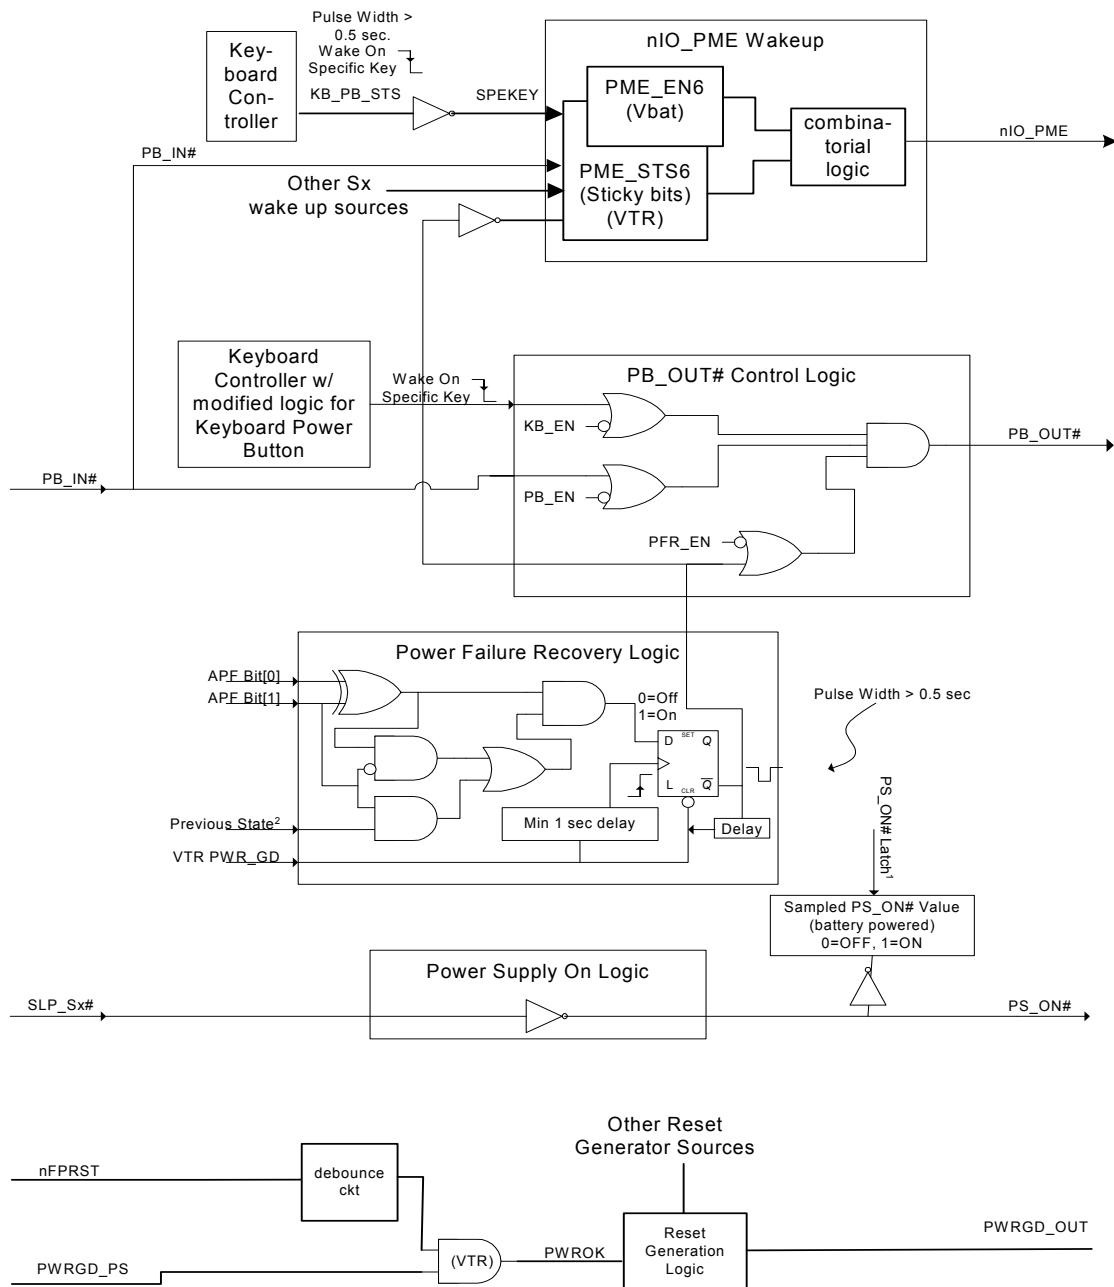 Pulse Width >
0.5 sec.
Wake On
Specific Key
Key-
board
Con-
troller
KB_PB_STS
SPEKEY
nIO_PME Wakeup
PME_EN6
(Vbat)
PME_STS6
(Sticky bits)
(VTR)
combina-
torial
logic
nIO_PME
PB_IN#
Other Sx
wake up sources
Keyboard
Controller w/
modified logic for
Keyboard Power
Button
Wake On
Specific Key
PB_OUT# Control Logic
KB_EN
PB_EN
PFR_EN
PB_OUT#
PB_IN#
Power Failure Recovery Logic
APF Bit[0]
APF Bit[1]
0=Off
1=On
D
SET
Q
L
CLR
Q
Min 1 sec delay
Delay
Previous State2
VTR PWR_GD
Pulse Width > 0.5 sec
PS_ON# Latch1
Sampled PS_ON# Value
(battery powered)
0=OFF, 1=ON
Power Supply On Logic
SLP_Sx#
PS_ON#
Other Reset
Generator Sources
nFPRST
debounce
ckt
PWRGD_PS
(VTR)
PWROK
Reset
Generation
Logic
PWRGD_OUT